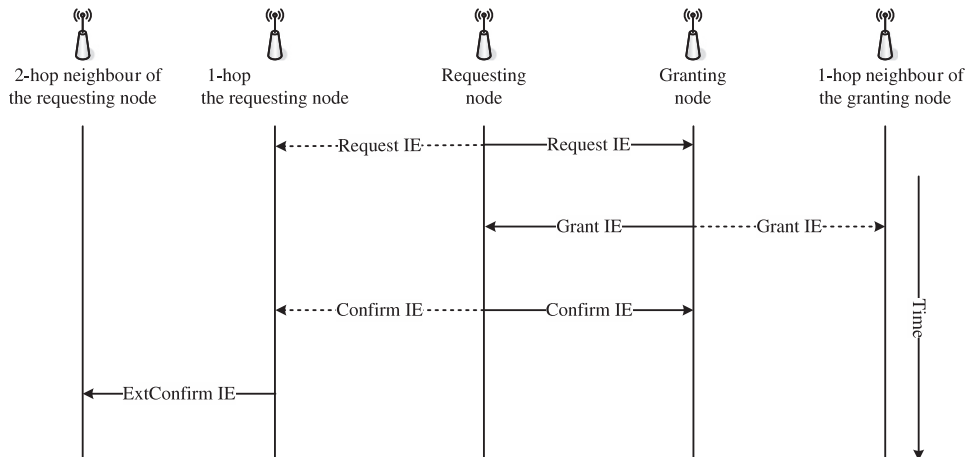 2-hop neighbour of
the requesting node
1-hop
the requesting node
Requesting
node
Granting
node
1-hop neighbour of
the granting node
Request IE
Request IE
Grant IE
Grant IE
Confirm IE
Confirm IE
ExtConfirm IE
Time